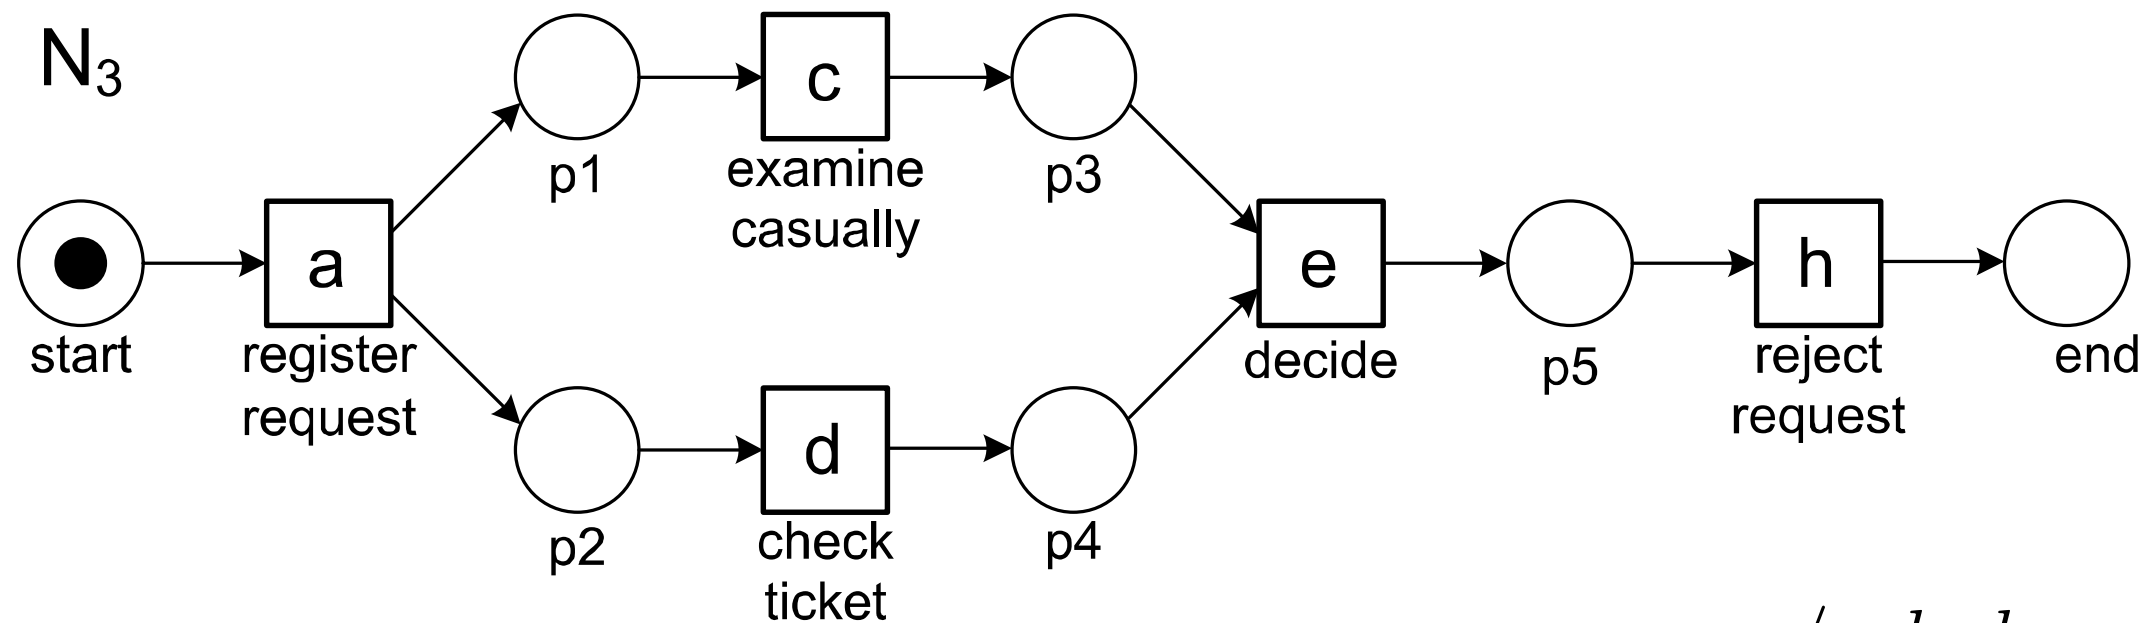 N₃
start
a
register
request
p1
c
examine
casually
p3
p2
d
check
ticket
p4
e
decide
p5
h
reject
request
end